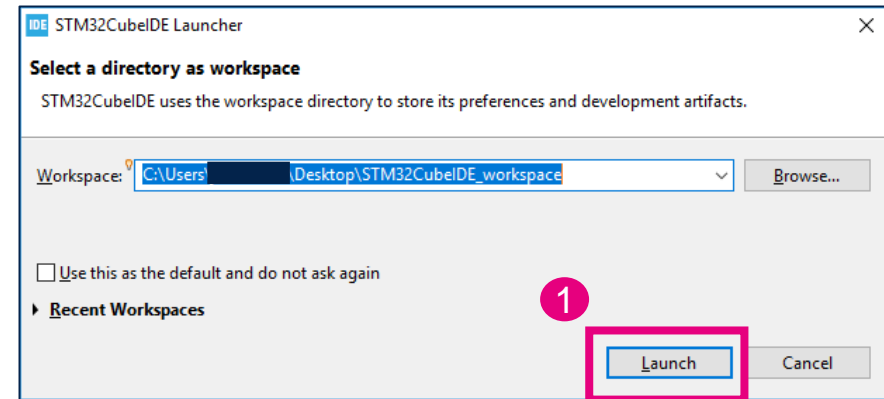 IDE STM32CubeIDE Launcher
Select a directory as workspace
STM32CubeIDE uses the workspace directory to store its preferences and development artifacts.
Workspace: C:\Users\ \Desktop\STM32CubeIDE_workspace Browse...
Use this as the default and do not ask again
Recent Workspaces
1
Launch Cancel